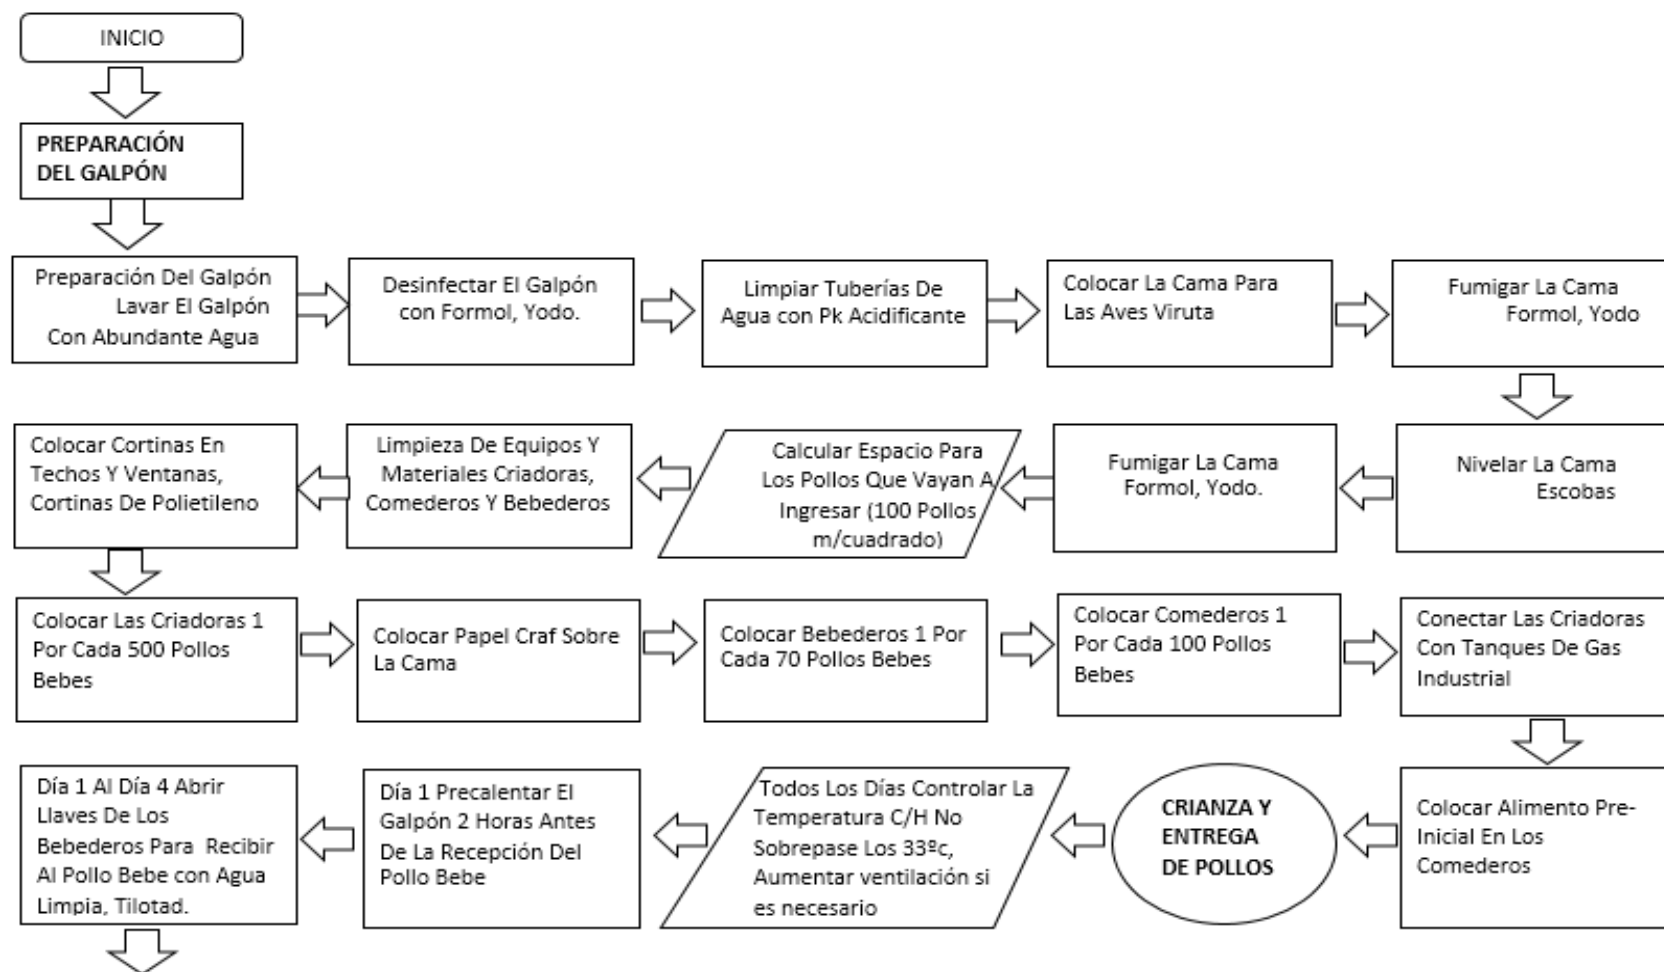 INICIO
PREPARACIÓN
DEL GALPÓN
Preparación Del Galpón
Lavar El Galpón
Con Abundante Agua
Desinfectar El Galpón
con Formol, Yodo.
Limpiar Tuberías De
Agua con Pk Acidificante
Colocar La Cama Para
Las Aves Viruta
Fumigar La Cama
Formol, Yodo
Nivelar La Cama
Escobas
Fumigar La Cama
Formol, Yodo.
Calcular Espacio Para
Los Pollos Que Vayan A
Ingresar (100 Pollos
m/cuadrado)
Limpieza De Equipos Y
Materiales Criadoras,
Comederos Y Bebederos
Colocar Cortinas En
Techos Y Ventanas,
Cortinas De Polietileno
Colocar Las Criadoras 1
Por Cada 500 Pollos
Bebes
Colocar Papel Craf Sobre
La Cama
Colocar Bebederos 1 Por
Cada 70 Pollos Bebes
Colocar Comederos 1
Por Cada 100 Pollos
Bebes
Conectar Las Criadoras
Con Tanques De Gas
Industrial
Colocar Alimento Pre-
Inicial En Los
Comederos
CRIANZA Y
ENTREGA
DE POLLOS
Todos Los Días Controlar La
Temperatura C/H No
Sobrepase Los 33ºc,
Aumentar ventilación si
es necesario
Día 1 Precalentar El
Galpón 2 Horas Antes
De La Recepción Del
Pollo Bebe
Día 1 Al Día 4 Abrir
Llaves De Los
Bebederos Para Recibir
Al Pollo Bebe con Agua
Limpia, Tilotad.